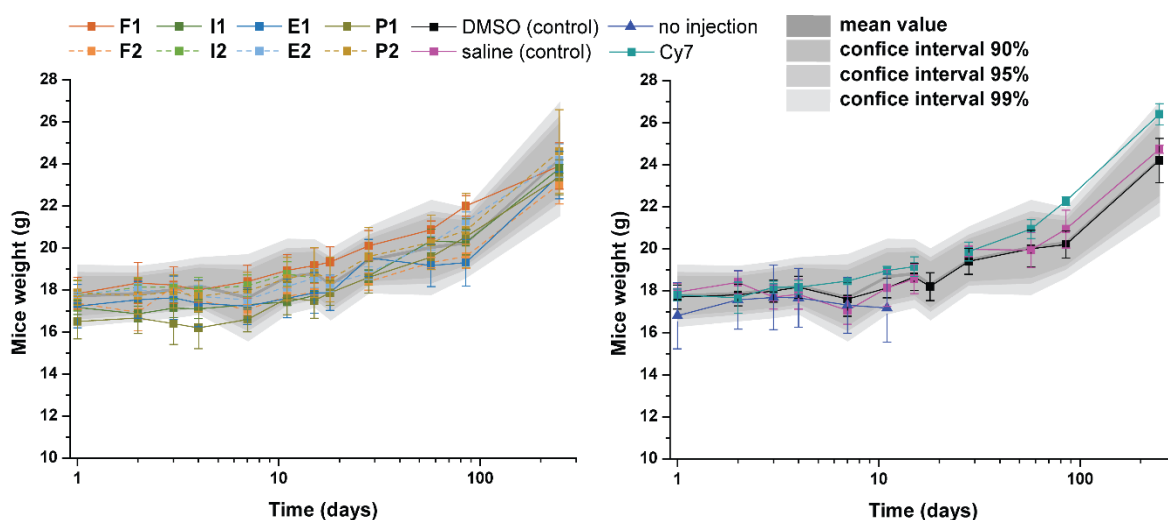 F1 I1 E1 P1 DMSO (control) no injection
F2 I2 E2 P2 saline (control) Cy7
mean value
confice interval 90%
confice interval 95%
confice interval 99%
28
26
24
22
20
18
16
14
12
10
Mice weight (g)
1 10 100
Time (days)
28
26
24
22
20
18
16
14
12
10
Mice weight (g)
1 10 100
Time (days)